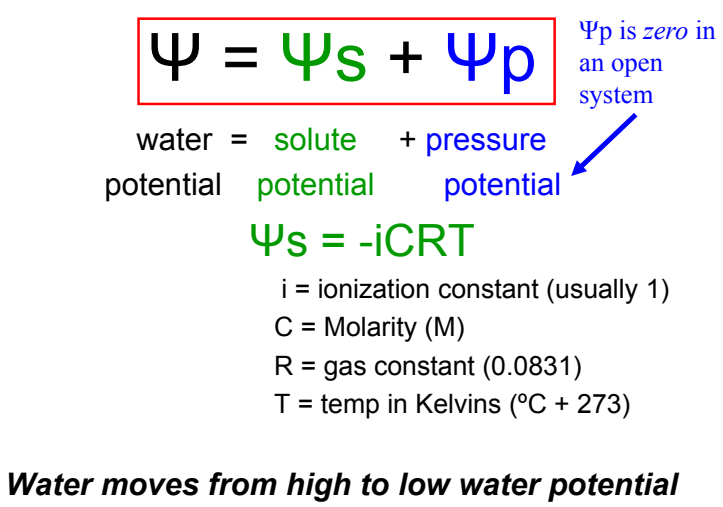 Ψ = Ψs + Ψp
Ψp is zero in
an open
system
water = solute + pressure
potential potential potential
Ψs = -iCRT
i = ionization constant (usually 1)
C = Molarity (M)
R = gas constant (0.0831)
T = temp in Kelvins (ºC + 273)
Water moves from high to low water potential